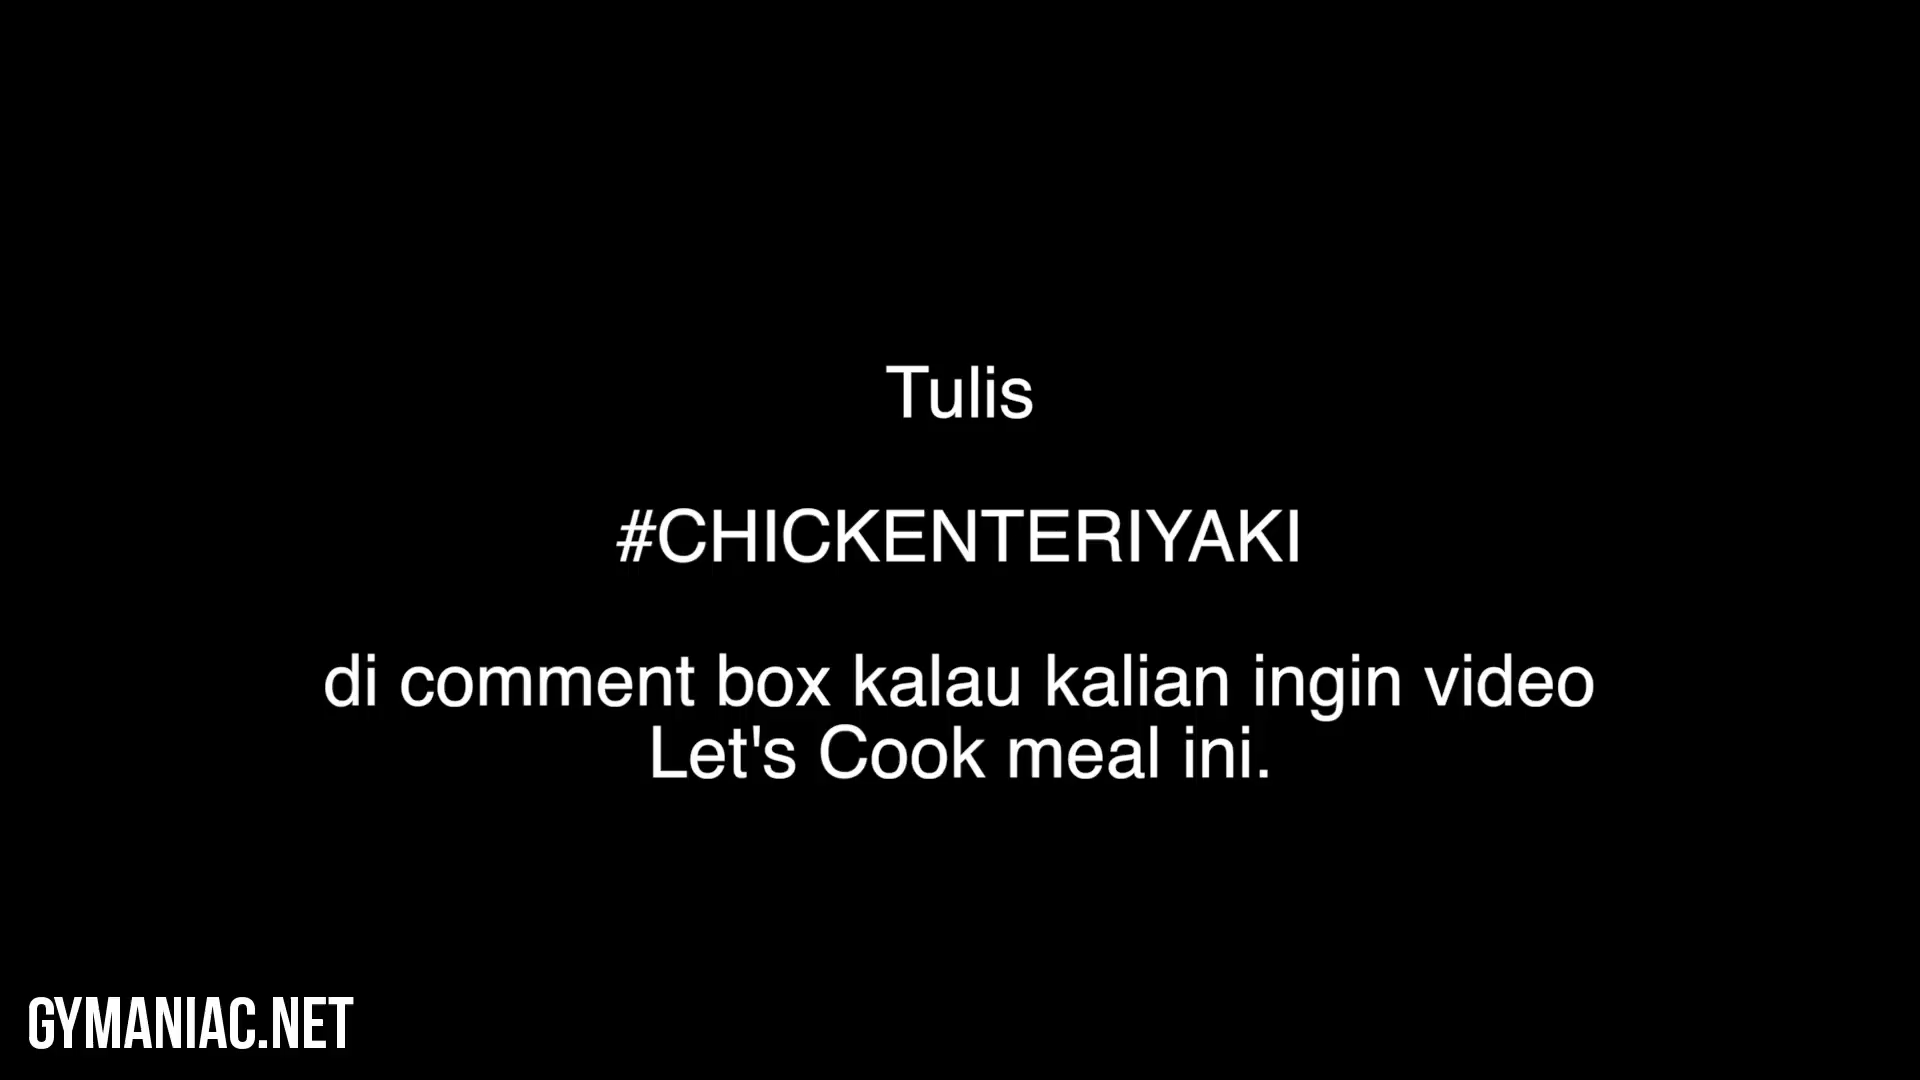 Tulis
#CHICKENTERIYAKI
di comment box kalau kalian ingin video
Let's Cook meal ini.
GYMANIAC.NET